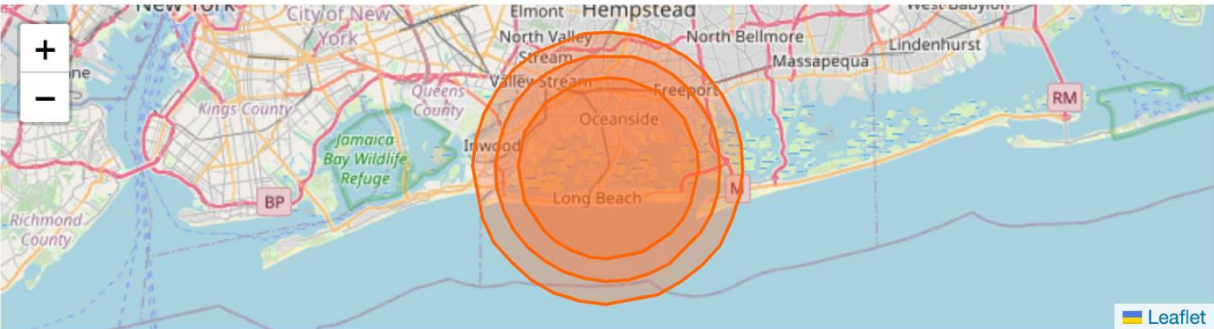 New York
City of New
York
Elmont
Hempstead
West Babylon
+
North Valley
Stream
North Bellmore
Lindenhurst
Massapequa
ne
−
Valley Stream
Freeport
Kings County
Queens
County
RM
Oceanside
Jamaica
Bay Wildlife
Refuge
Inwood
BP
Long Beach
M
Richmond
County
Leaflet